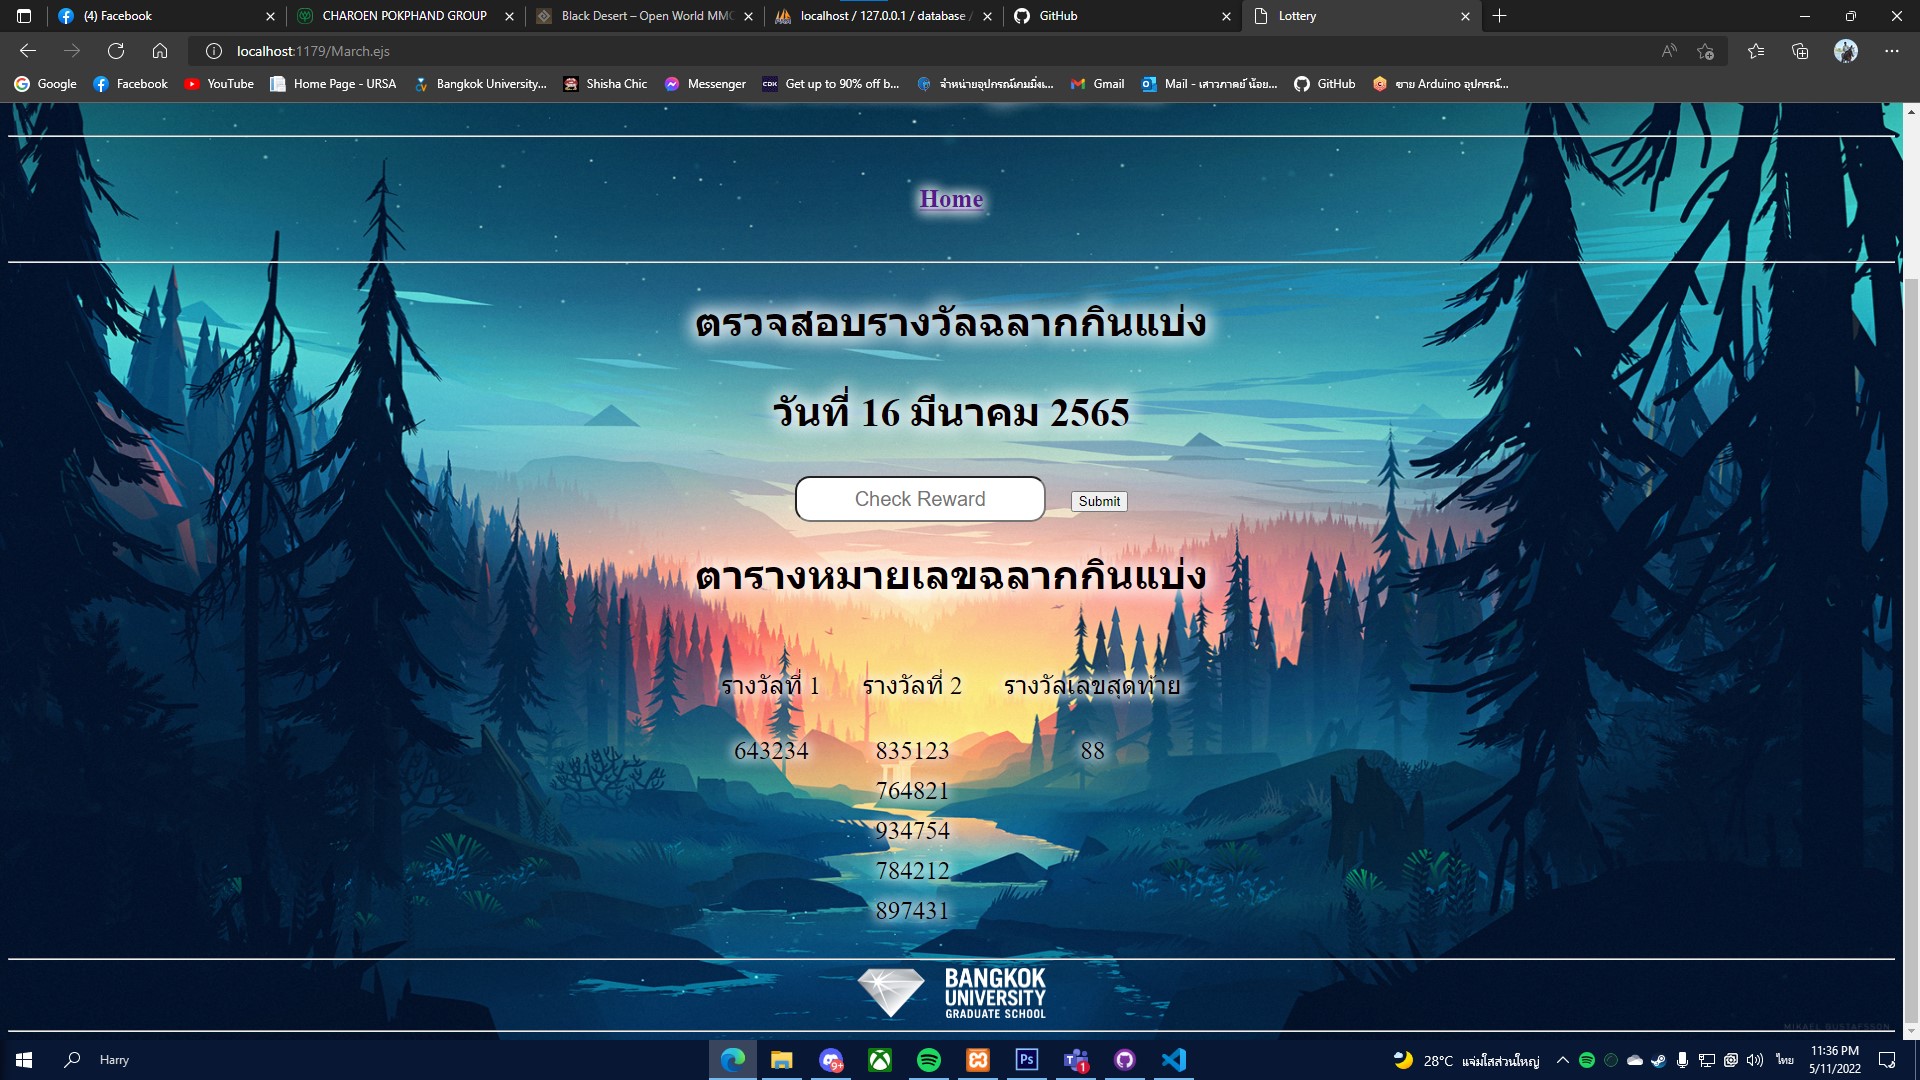 (4) Facebook
CHAROEN POKPHAND GROUP
Black Desert – Open World MMO
localhost / 127.0.0.1 / database /
GitHub
Lottery
localhost:1179/March.ejs
Google
Facebook
YouTube
Home Page - URSA
Bangkok University...
Shisha Chic
Messenger
CDK
Get up to 90% off b...
จำหน่ายอุปกรณ์เกมมิ่งเ...
Gmail
Mail - เสาวภาคย์ น้อย...
GitHub
ขาย Arduino อุปกรณ์...
Home
ตรวจสอบรางวัลฉลากกินแบ่ง
วันที่ 16 มีนาคม 2565
Check Reward
Submit
ตารางหมายเลขฉลากกินแบ่ง
รางวัลที่ 1 รางวัลที่ 2 รางวัลเลขสุดท้าย
643234 835123 88
764821
934754
784212
897431
BANGKOK
UNIVERSITY
GRADUATE SCHOOL
MIKAEL GUSTAFSSON
Harry
9+
Ps
1
28°C แจ่มใสส่วนใหญ่
ไทย
11:36 PM
5/11/2022